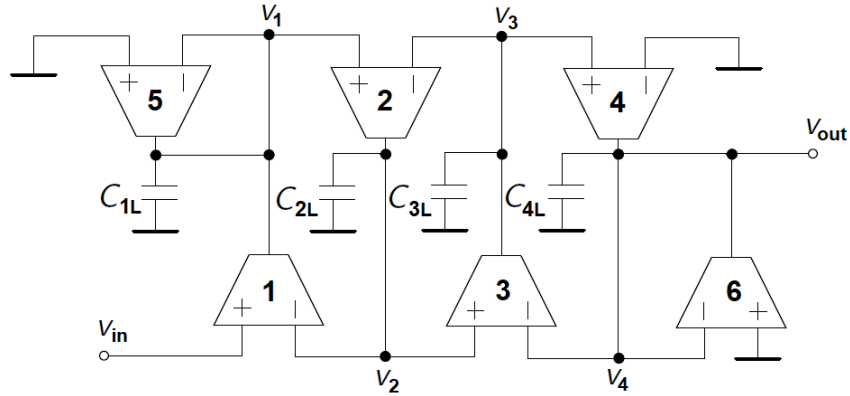 V1 V3
+ − + − + −
5 2 4
Vout
C1L C2L C3L C4L
1 3 6
+ − + − − +
Vin
V2 V4